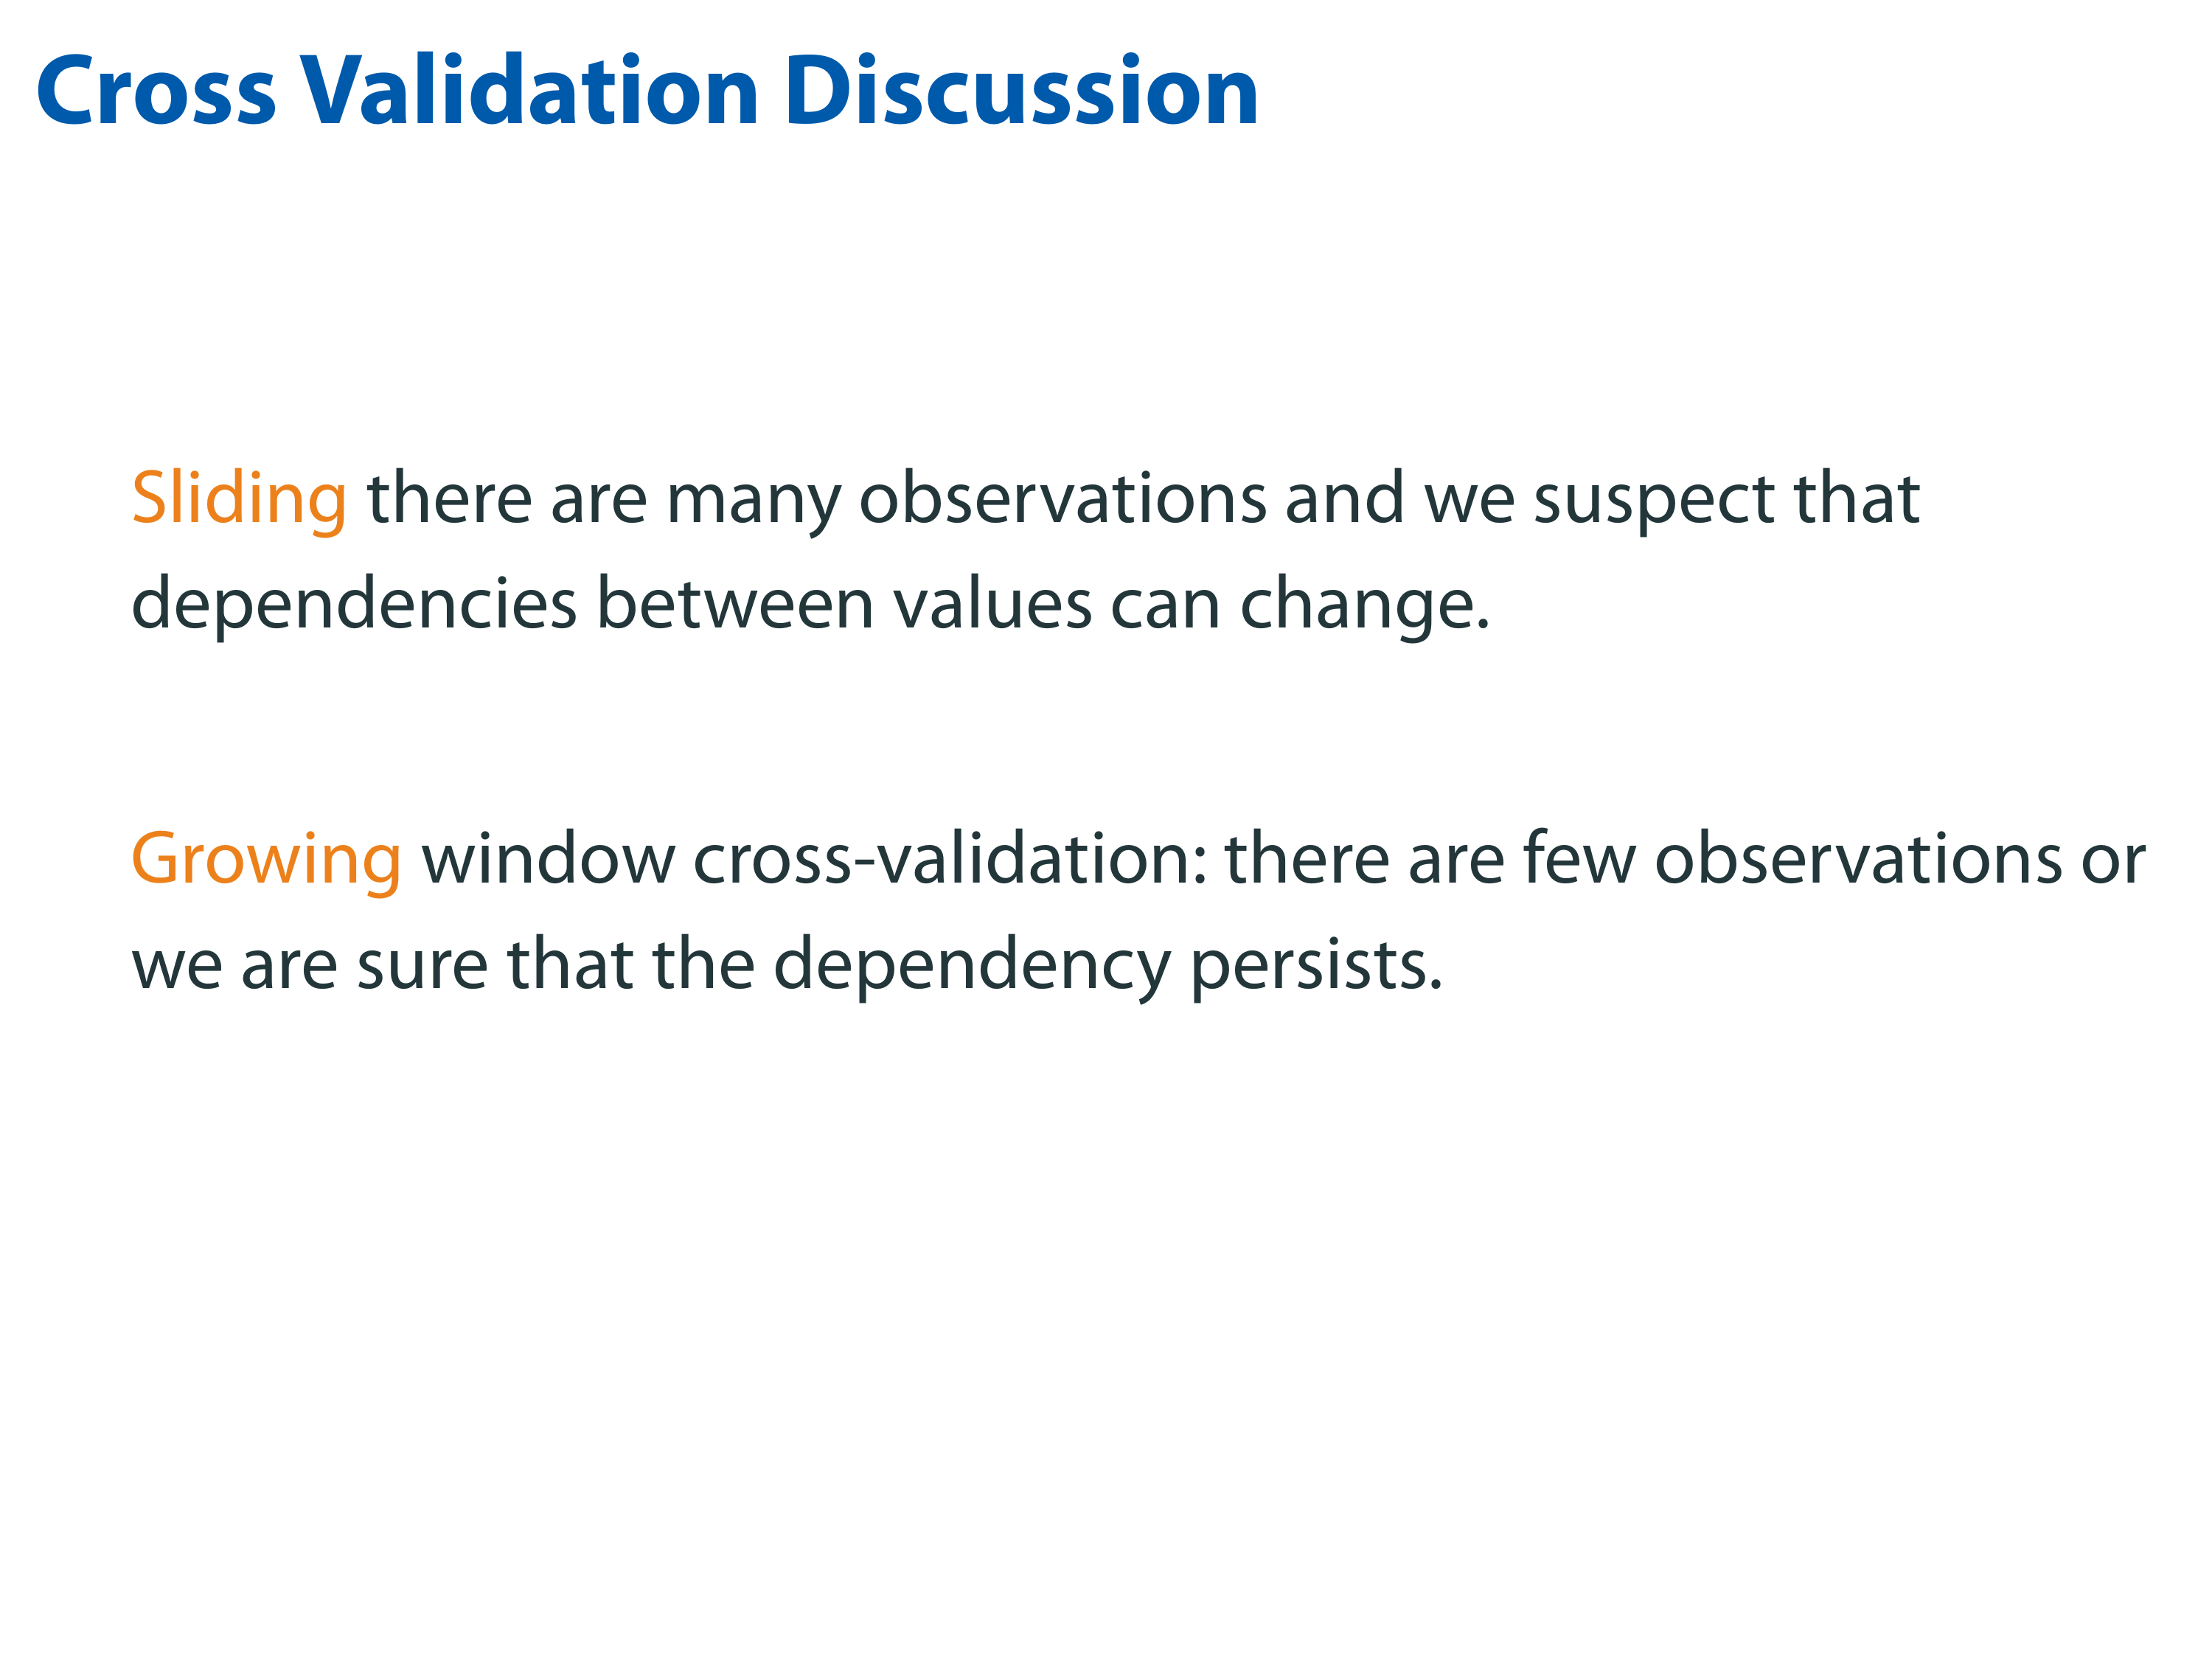 Cross Validation Discussion
Sliding there are many observations and we suspect that
dependencies between values can change.
Growing window cross-validation: there are few observations or
we are sure that the dependency persists.